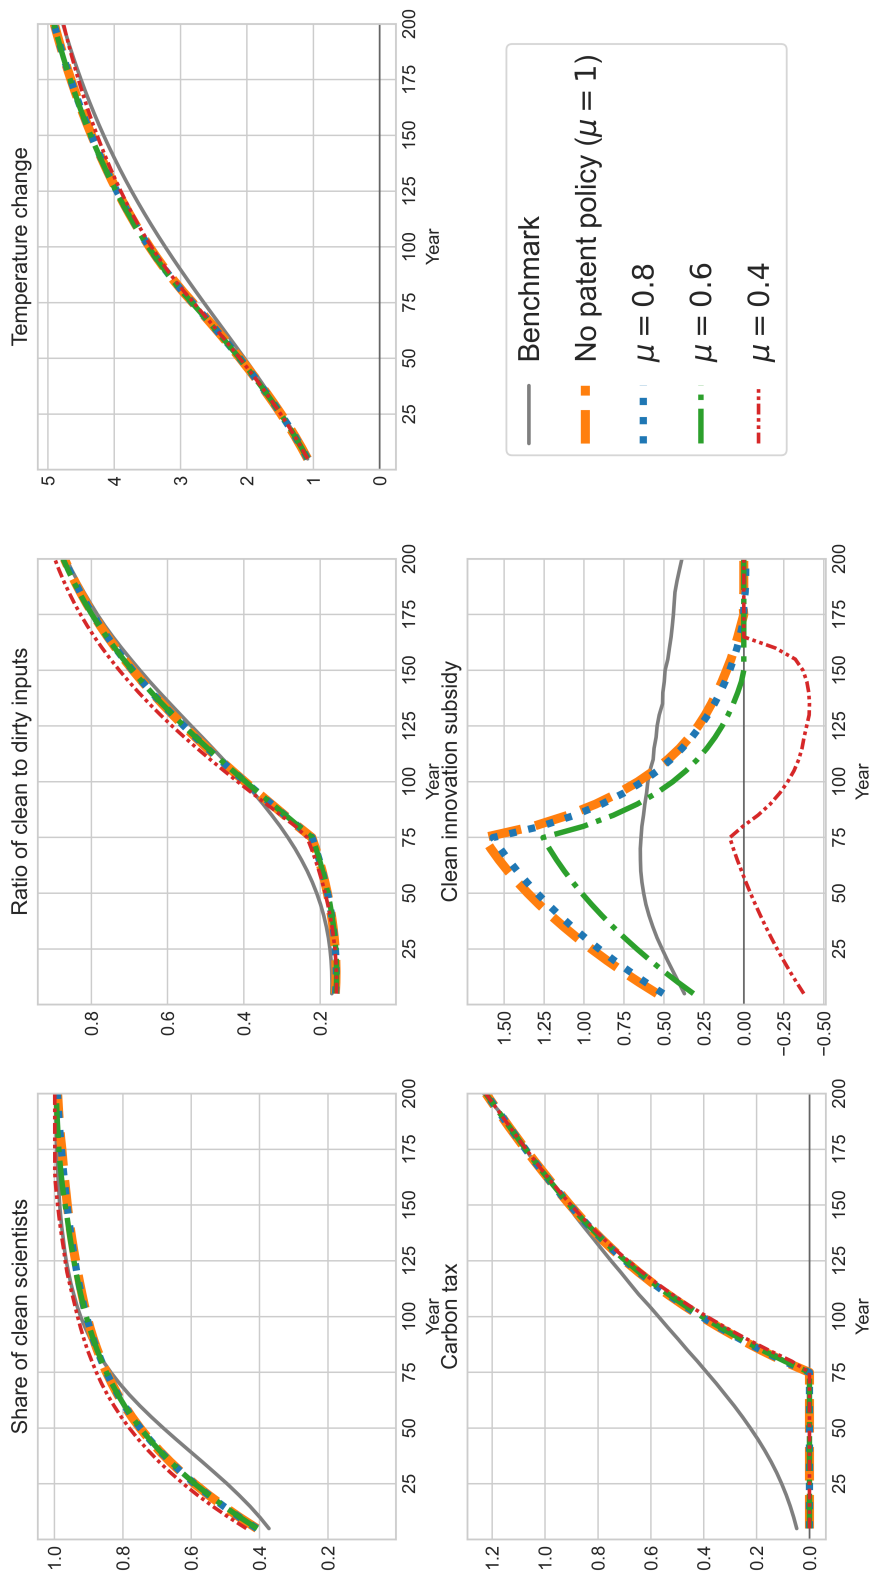 Share of clean scientists
1.0
0.8
0.6
0.4
0.2
25 50 75 100 125 150 175 200
Year
Ratio of clean to dirty inputs
0.8
0.6
0.4
0.2
25 50 75 100 125 150 175 200
Year
Temperature change
5
4
3
2
1
0
25 50 75 100 125 150 175 200
Year
Carbon tax
1.2
1.0
0.8
0.6
0.4
0.2
0.0
25 50 75 100 125 150 175 200
Year
Clean innovation subsidy
1.50
1.25
1.00
0.75
0.50
0.25
0.00
−0.25
−0.50
25 50 75 100 125 150 175 200
Year
Benchmark
No patent policy (μ = 1)
μ = 0.8
μ = 0.6
μ = 0.4